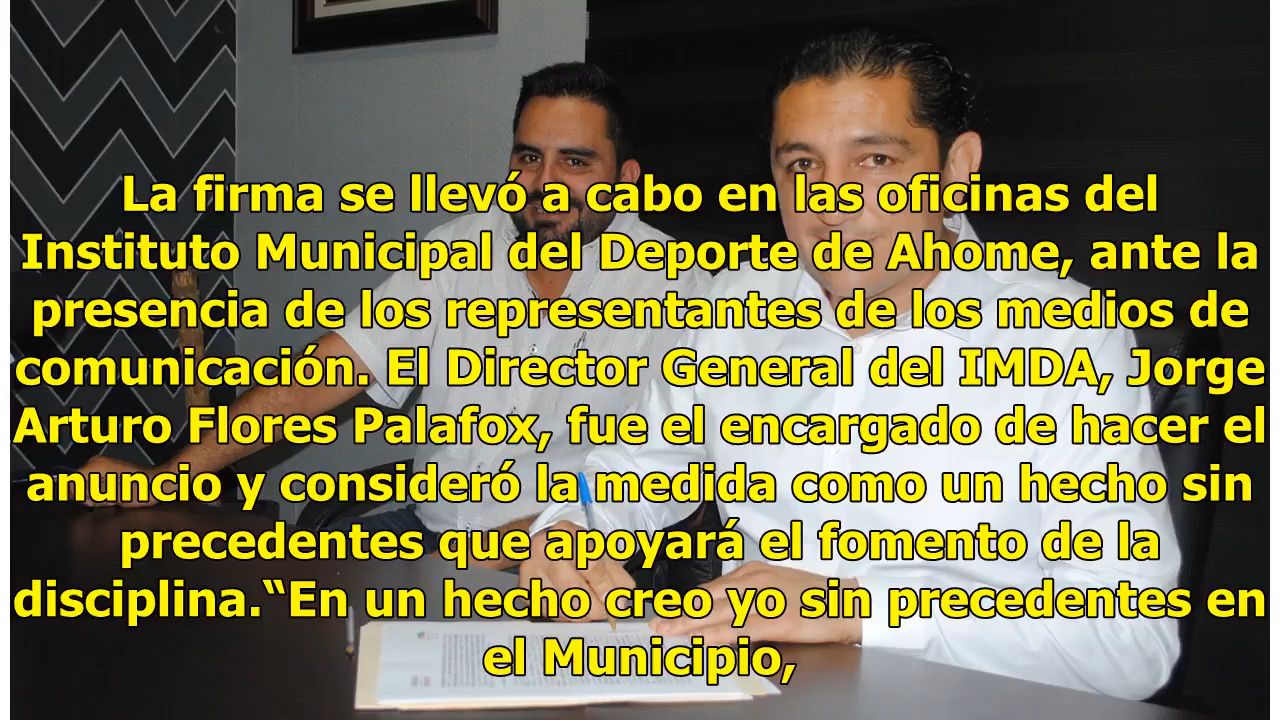 La firma se llevó a cabo en las oficinas del
Instituto Municipal del Deporte de Ahome, ante la
presencia de los representantes de los medios de
comunicación. El Director General del IMDA, Jorge
Arturo Flores Palafox, fue el encargado de hacer el
anuncio y consideró la medida como un hecho sin
precedentes que apoyará el fomento de la
disciplina.“En un hecho creo yo sin precedentes en
el Municipio,